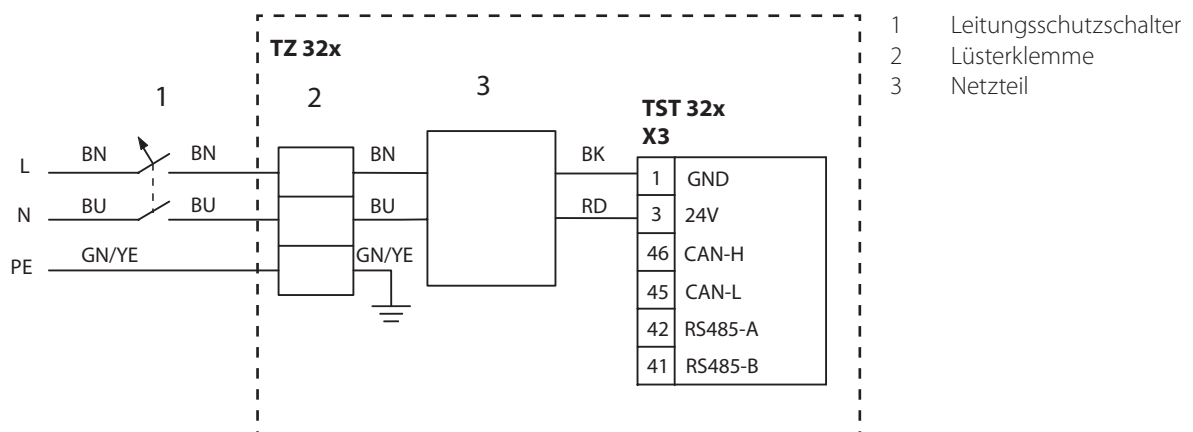 TZ 32x
1 Leitungsschutzschalter
2 Lüsterklemme
3 Netzteil
1 2 3
TST 32x
X3
L BN BN BN BK 1 GND
N BU BU BU RD 3 24V
PE GN/YE GN/YE 46 CAN-H
45 CAN-L
42 RS485-A
41 RS485-B